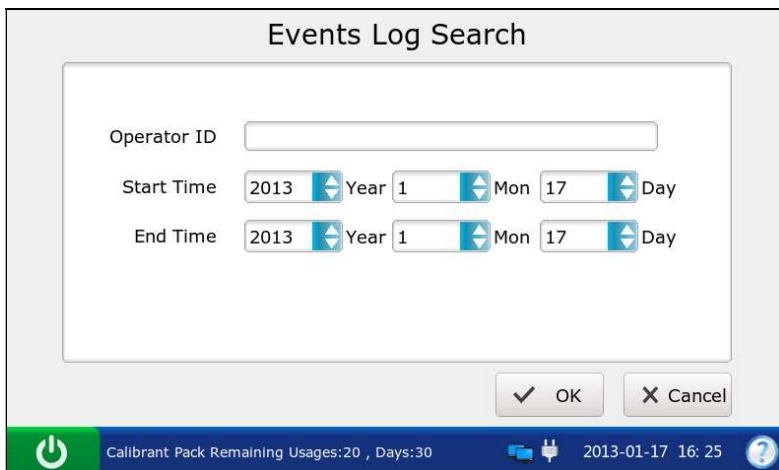 Events Log Search
Operator ID
Start Time 2013 Year 1 Mon 17 Day
End Time 2013 Year 1 Mon 17 Day
OK Cancel
Calibrant Pack Remaining Usages:20 , Days:30 2013-01-17 16: 25 ?